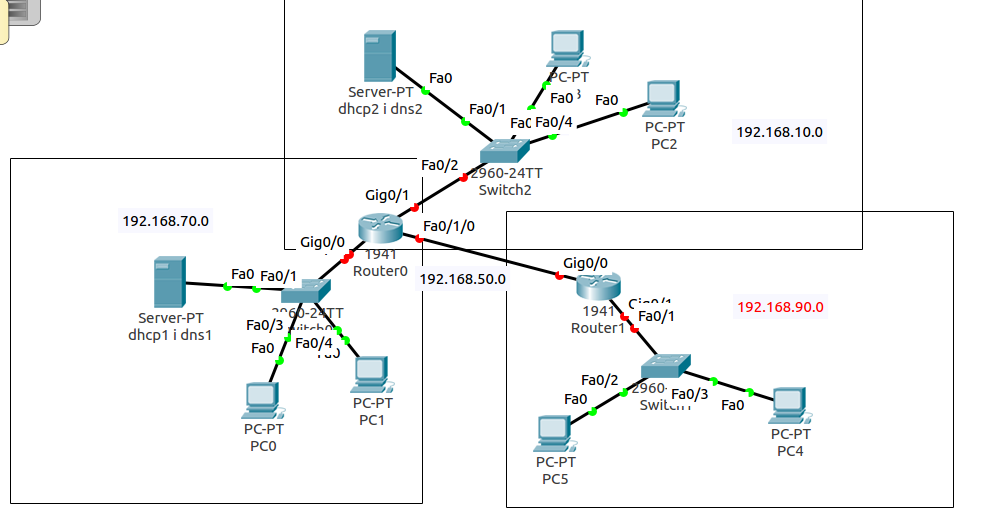 Fa0
Server-PT
dhcp2 i dns2
Fa0/1
PC-PT
Fa0
3
Fa0
Fa0/4
PC-PT
PC2
192.168.10.0
Fa0/2
2960-24TT
Switch2
Gig0/1
192.168.70.0
Fa0/1/0
Gig0/0
1941
Router0
192.168.50.0
Gig0/0
1941
Router1
Gig0/1
Fa0/1
192.168.90.0
Fa0
Fa0/1
Server-PT
dhcp1 i dns1
Fa0/3
Fa0/4
Fa0
Fa0
PC-PT
PC0
PC-PT
PC1
Fa0/2
2960-
Fa0/3
Switch1
Fa0
Fa0
PC-PT
PC5
PC-PT
PC4